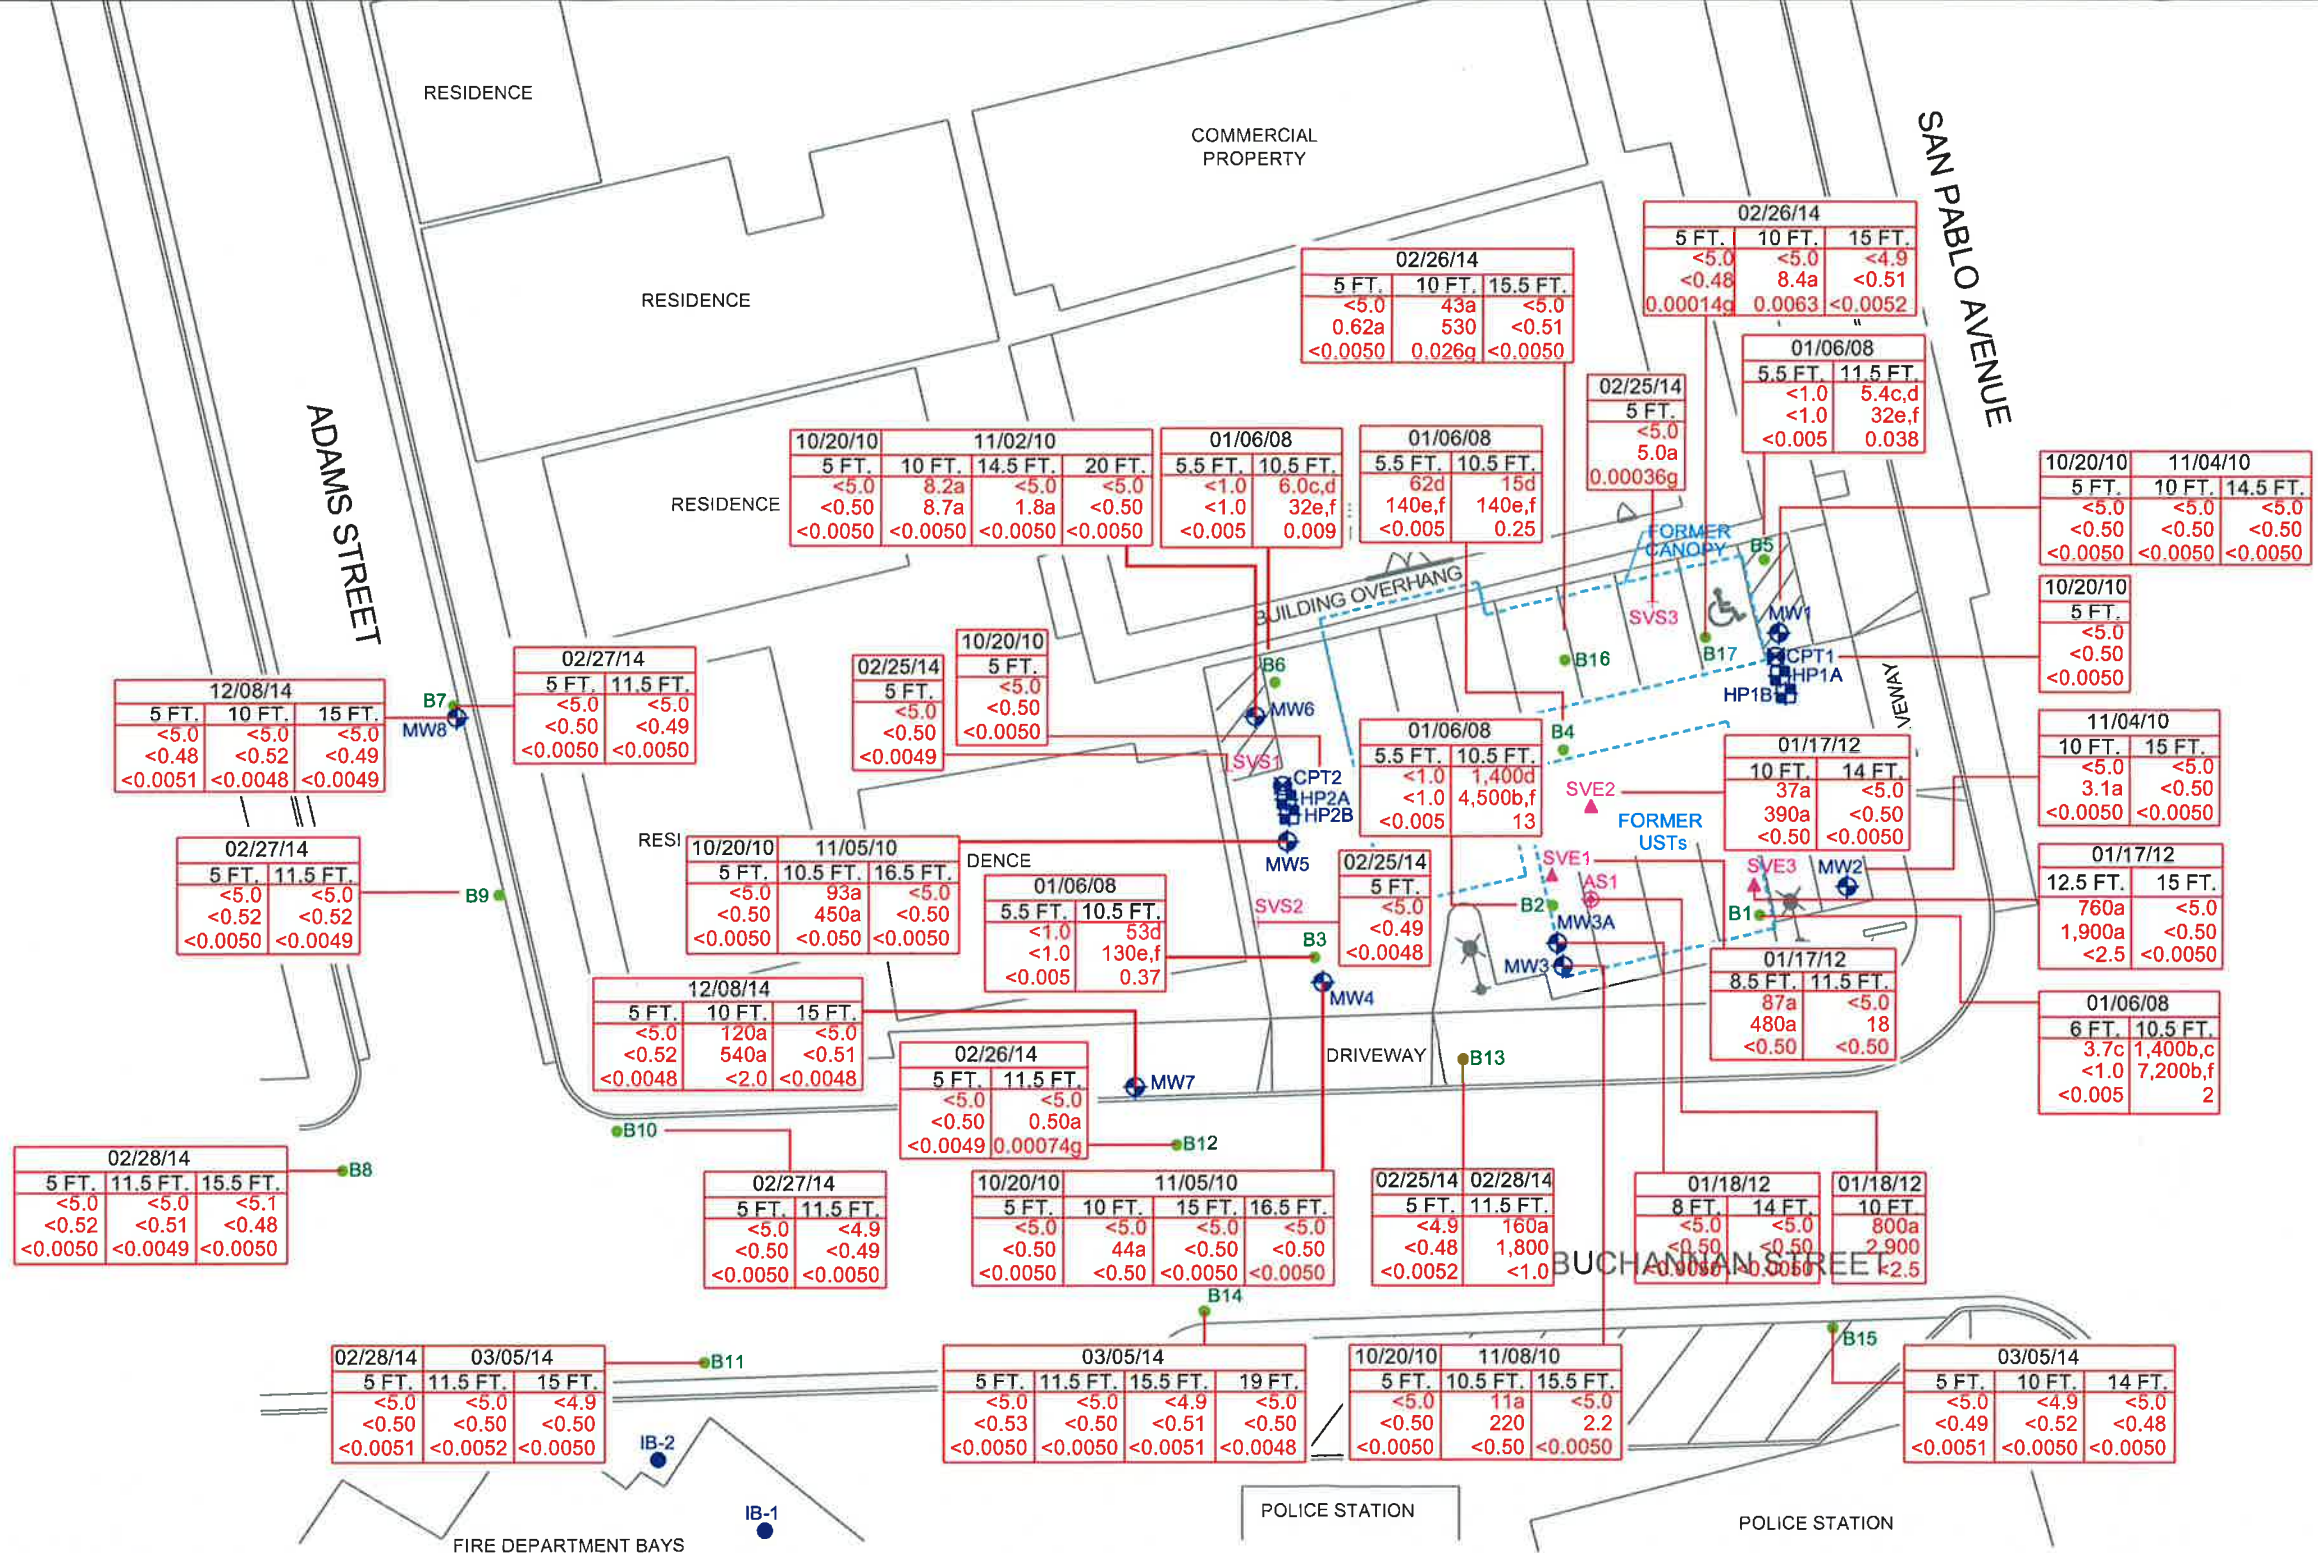 RESIDENCE
COMMERCIAL
PROPERTY
SAN PABLO AVENUE
RESIDENCE
ADAMS STREET
RESIDENCE
02/26/14
5 FT. 10 FT. 15 FT.
<5.0 <5.0 <4.9
<0.48 8.4a <0.51
0.00014g 0.0063 <0.0052
02/26/14
5 FT. 10 FT. 15.5 FT.
<5.0 43a <5.0
0.62a 530 <0.51
<0.0050 0.026g <0.0050
01/06/08
5.5 FT. 11.5 FT.
<1.0 5.4c,d
<1.0 32e,f
<0.005 0.038
02/25/14
5 FT.
<5.0
5.0a
0.00036g
10/20/10 11/02/10
5 FT. 10 FT. 14.5 FT. 20 FT.
<5.0 8.2a <5.0 <5.0
<0.50 8.7a 1.8a <0.50
<0.0050 <0.0050 <0.0050 <0.0050
01/06/08
5.5 FT. 10.5 FT.
<1.0 6.0c,d
<1.0 32e,f
<0.005 0.009
01/06/08
5.5 FT. 10.5 FT.
62d 15d
140e,f 140e,f
<0.005 0.25
10/20/10 11/04/10
5 FT. 10 FT. 14.5 FT.
<5.0 <5.0 <5.0
<0.50 <0.50 <0.50
<0.0050 <0.0050 <0.0050
FORMER
CANOPY
B5
BUILDING OVERHANG
SVS3
MW1
10/20/10
5 FT.
<5.0
<0.50
<0.0050
B16
B17
CPT1
HP1A
HP1B
VEWAY
B6
MW6
B4
02/25/14
5 FT.
<5.0
<0.50
<0.0049
10/20/10
5 FT.
<5.0
<0.50
<0.0050
02/27/14
5 FT. 11.5 FT.
<5.0 <5.0
<0.50 <0.49
<0.0050 <0.0050
12/08/14
5 FT. 10 FT. 15 FT.
<5.0 <5.0 <5.0
<0.48 <0.52 <0.49
<0.0051 <0.0048 <0.0049
B7
MW8
SVS1
CPT2
HP2A
HP2B
MW5
01/06/08
5.5 FT. 10.5 FT.
<1.0 1,400d
<1.0 4,500b,f
<0.005 13
SVE2
FORMER
USTs
01/17/12
10 FT. 14 FT.
37a <5.0
390a <0.50
<0.50 <0.0050
11/04/10
10 FT. 15 FT.
<5.0 <5.0
3.1a <0.50
<0.0050 <0.0050
02/27/14
5 FT. 11.5 FT.
<5.0 <5.0
<0.52 <0.52
<0.0050 <0.0049
B9
RESI
DENCE
10/20/10 11/05/10
5 FT. 10.5 FT. 16.5 FT.
<5.0 93a <5.0
<0.50 450a <0.50
<0.0050 <0.050 <0.0050
01/06/08
5.5 FT. 10.5 FT.
<1.0 53d
<1.0 130e,f
<0.005 0.37
SVS2
B3
MW4
02/25/14
5 FT.
<5.0
<0.49
<0.0048
SVE1
AS1
B2
MW3A
MW3
SVE3
MW2
B1
01/17/12
12.5 FT. 15 FT.
760a <5.0
1,900a <0.50
<2.5 <0.0050
01/17/12
8.5 FT. 11.5 FT.
87a <5.0
480a 18
<0.50 <0.50
01/06/08
6 FT. 10.5 FT.
3.7c 1,400b,c
<1.0 7,200b,f
<0.005 2
12/08/14
5 FT. 10 FT. 15 FT.
<5.0 120a <5.0
<0.52 540a <0.51
<0.0048 <2.0 <0.0048
MW7
DRIVEWAY
B13
02/26/14
5 FT. 11.5 FT.
<5.0 <5.0
<0.50 0.50a
<0.0049 0.00074g
B10
B12
02/28/14
5 FT. 11.5 FT. 15.5 FT.
<5.0 <5.0 <5.1
<0.52 <0.51 <0.48
<0.0050 <0.0049 <0.0050
B8
02/27/14
5 FT. 11.5 FT.
<5.0 <4.9
<0.50 <0.49
<0.0050 <0.0050
10/20/10 11/05/10
5 FT. 10 FT. 15 FT. 16.5 FT.
<5.0 <5.0 <5.0 <5.0
<0.50 44a <0.50 <0.50
<0.0050 <0.50 <0.0050 <0.0050
02/25/14 02/28/14
5 FT. 11.5 FT.
<4.9 160a
<0.48 1,800
<0.0052 <1.0
01/18/12
8 FT. 14 FT.
<5.0 <5.0
<0.50 <0.50
<0.0050 <0.0050
01/18/12
10 FT.
800a
2,900
<2.5
BUCHANNAN STREET
B14
B15
02/28/14 03/05/14
5 FT. 11.5 FT. 15 FT.
<5.0 <5.0 <4.9
<0.50 <0.50 <0.50
<0.0051 <0.0052 <0.0050
B11
03/05/14
5 FT. 11.5 FT. 15.5 FT. 19 FT.
<5.0 <5.0 <4.9 <5.0
<0.53 <0.50 <0.51 <0.50
<0.0050 <0.0050 <0.0051 <0.0048
10/20/10 11/08/10
5 FT. 10.5 FT. 15.5 FT.
<5.0 11a <5.0
<0.50 220 2.2
<0.0050 <0.50 <0.0050
03/05/14
5 FT. 10 FT. 14 FT.
<5.0 <4.9 <5.0
<0.49 <0.52 <0.48
<0.0051 <0.0050 <0.0050
IB-2
IB-1
FIRE DEPARTMENT BAYS
POLICE STATION
POLICE STATION